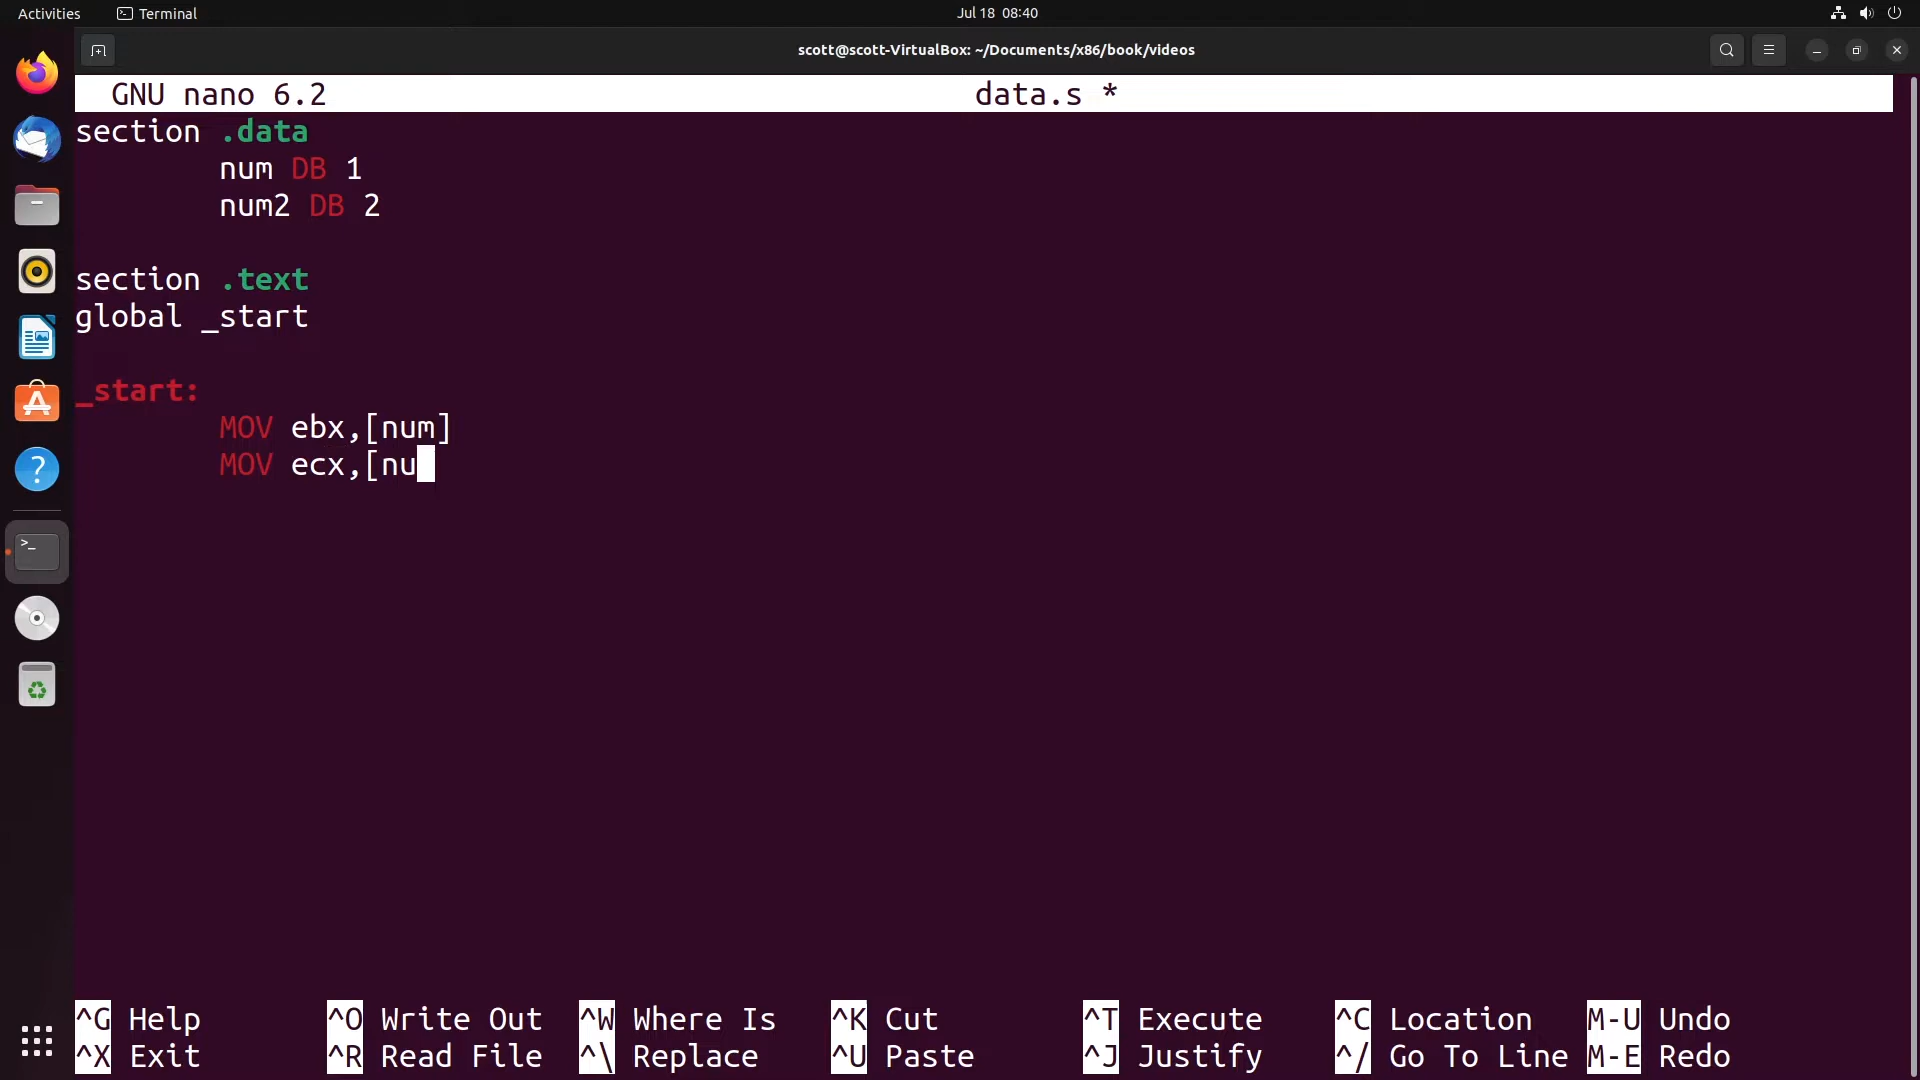 Activities Terminal Jul 18 08:40
scott@scott-VirtualBox: ~/Documents/x86/book/videos
GNU nano 6.2 data.s *
section .data
num DB 1
num2 DB 2
section .text
global _start
_start:
MOV ebx,[num]
MOV ecx,[nu
^G Help ^O Write Out ^W Where Is ^K Cut ^T Execute ^C Location M-U Undo
^X Exit ^R Read File ^\ Replace ^U Paste ^J Justify ^/ Go To Line M-E Redo